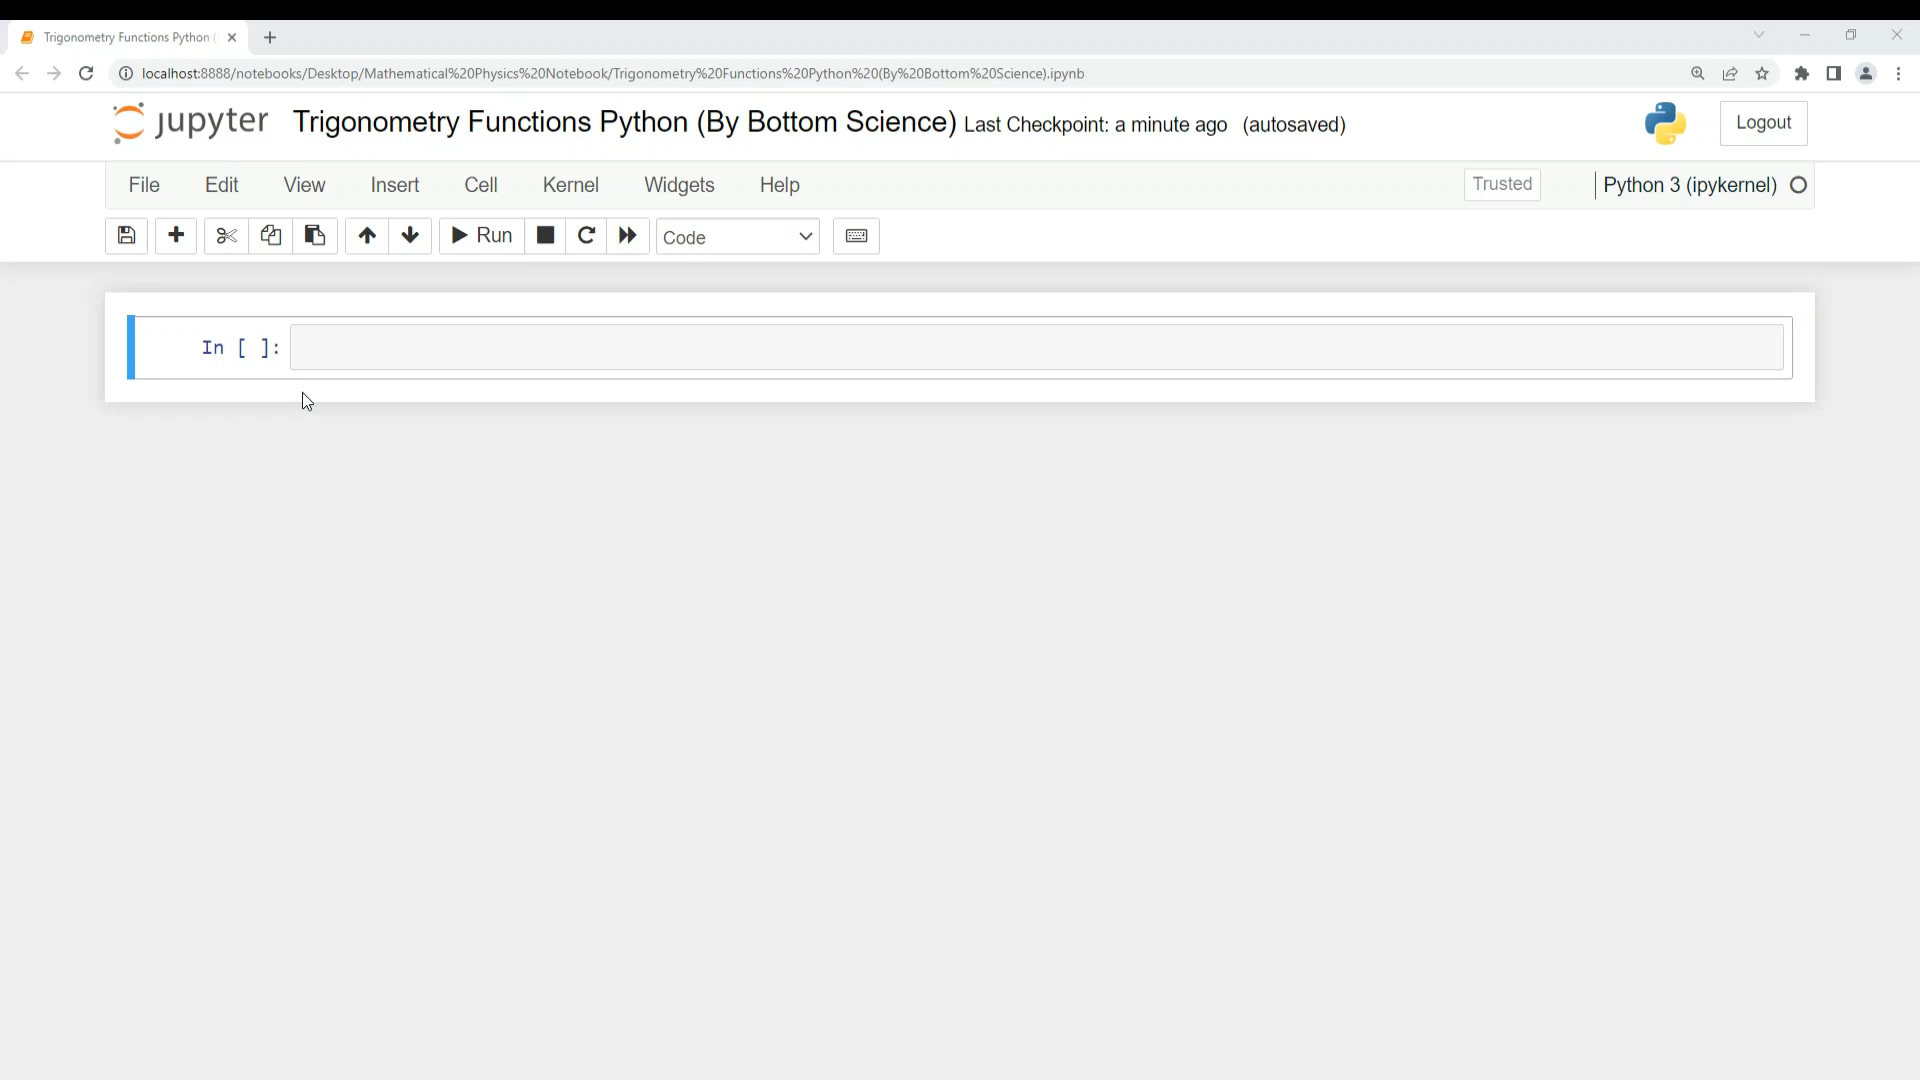 Trigonometry Functions Python (
localhost:8888/notebooks/Desktop/Mathematical%20Physics%20Notebook/Trigonometry%20Functions%20Python%20(By%20Bottom%20Science).ipynb
jupyter Trigonometry Functions Python (By Bottom Science) Last Checkpoint: a minute ago (autosaved) Logout
File Edit View Insert Cell Kernel Widgets Help Trusted Python 3 (ipykernel)
Run Code
In [ ]: